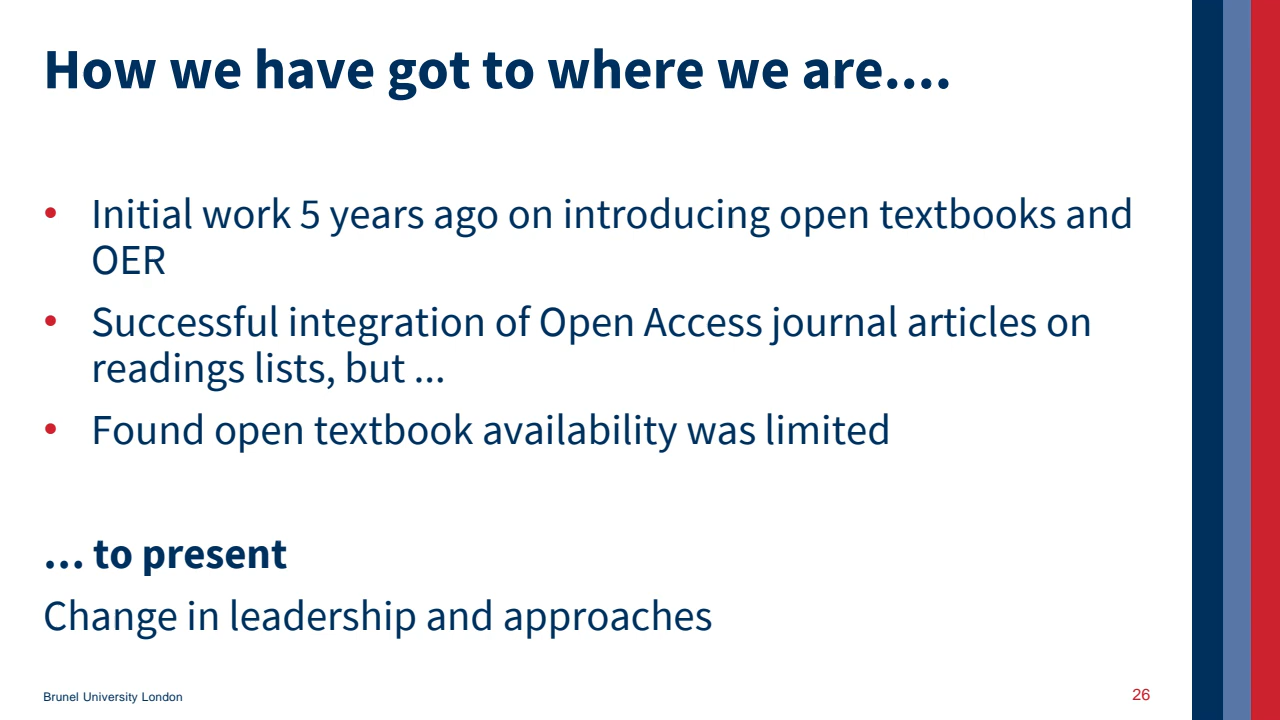 How we have got to where we are....
• Initial work 5 years ago on introducing open textbooks and
OER
• Successful integration of Open Access journal articles on
readings lists, but ...
• Found open textbook availability was limited
... to present
Change in leadership and approaches
Brunel University London
26